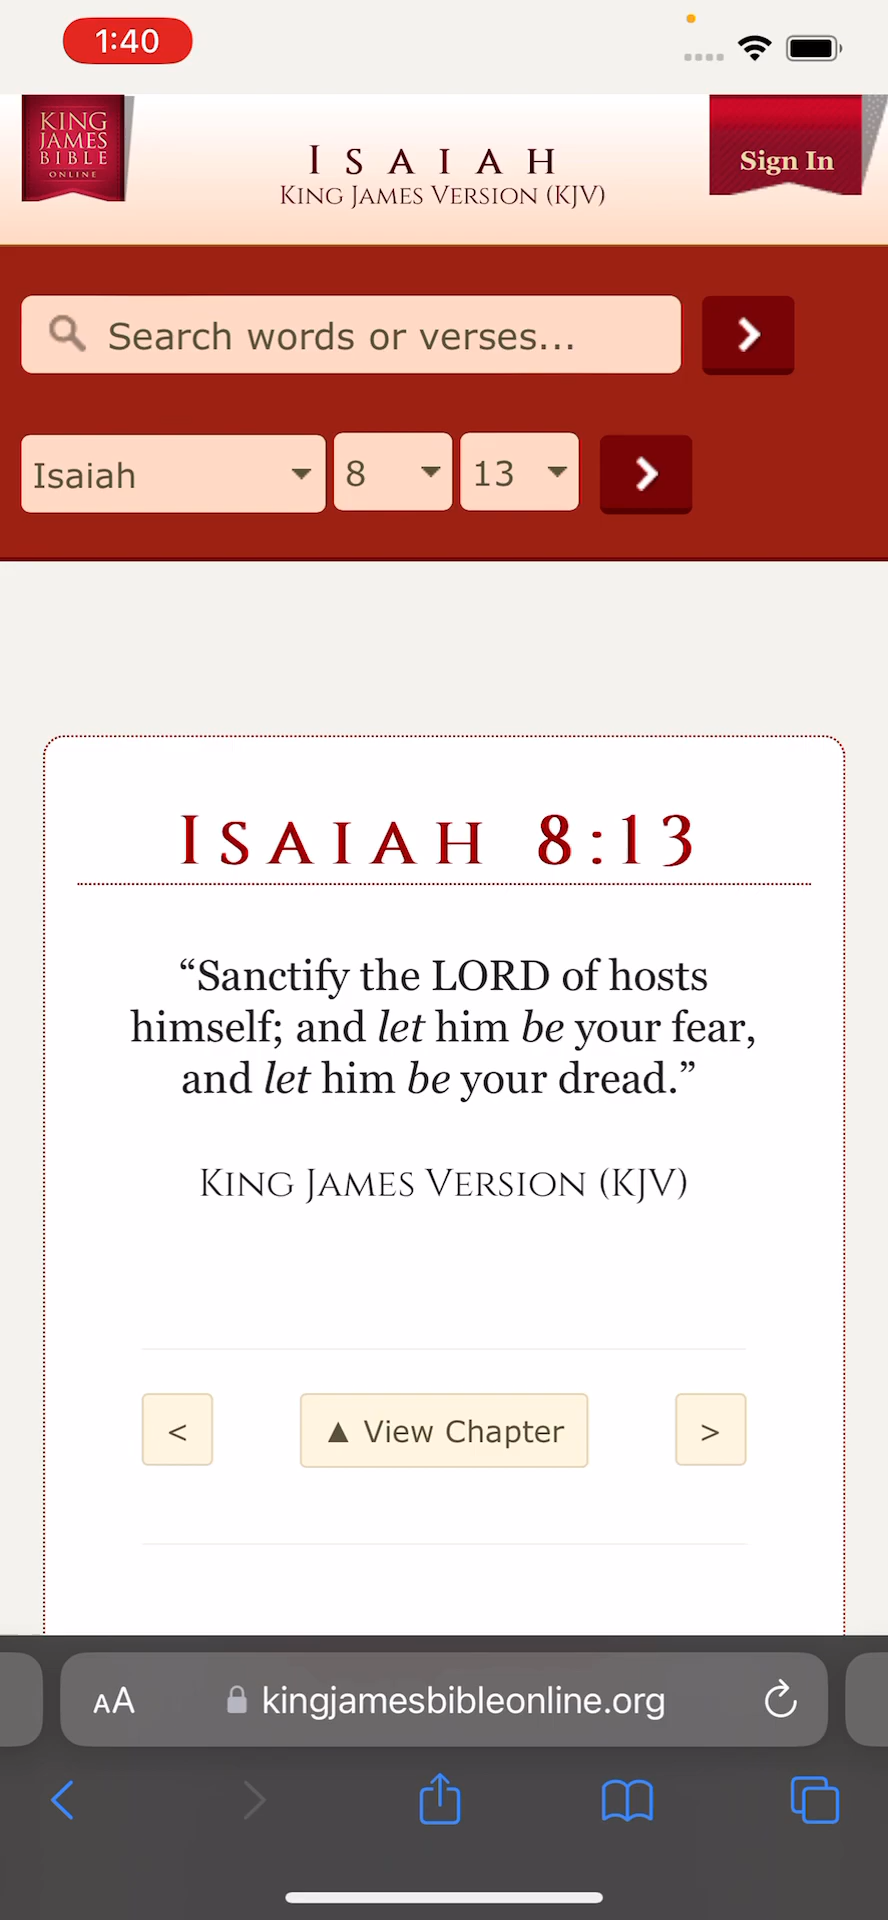 1:40
KING
JAMES
BIBLE
ONLINE
ISAIAH
KING JAMES VERSION (KJV)
Sign In
Search words or verses...
Isaiah
8
13
ISAIAH 8:13
“Sanctify the LORD of hosts
himself; and let him be your fear,
and let him be your dread.”
KING JAMES VERSION (KJV)
<
▲ View Chapter
>
AA
kingjamesbibleonline.org